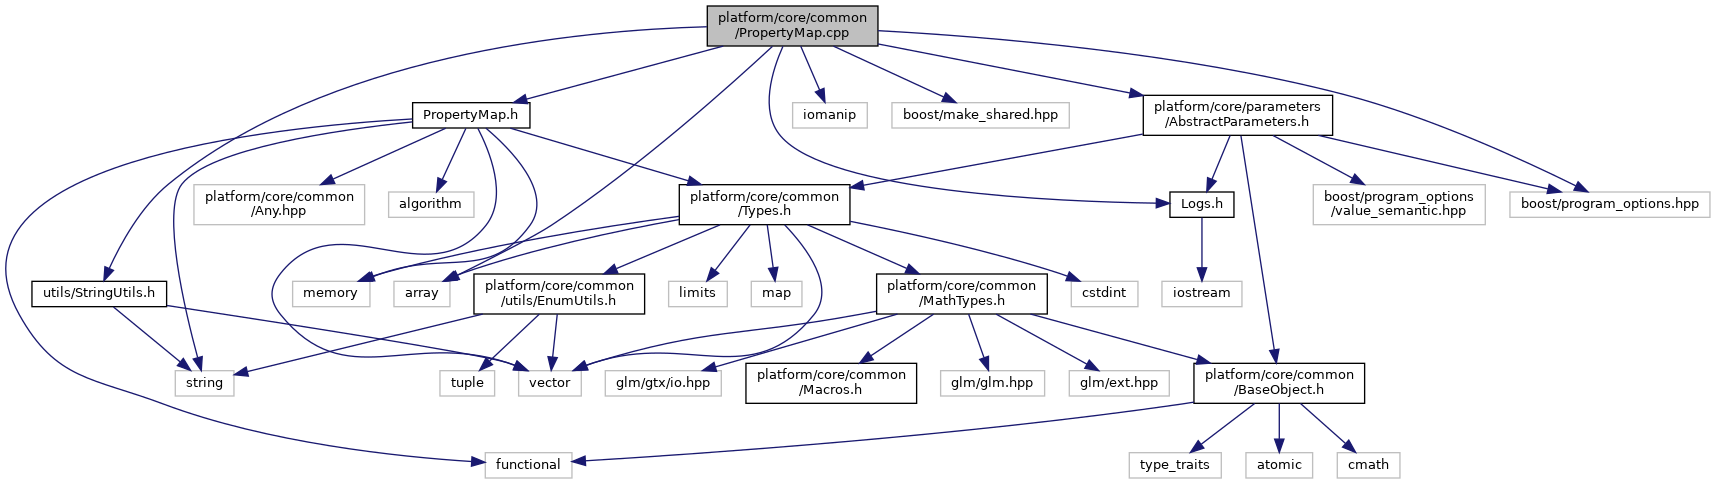 platform/core/common
/PropertyMap.cpp
PropertyMap.h
iomanip
boost/make_shared.hpp
platform/core/parameters
/AbstractParameters.h
platform/core/common
/Any.hpp
algorithm
platform/core/common
/Types.h
Logs.h
boost/program_options
/value_semantic.hpp
boost/program_options.hpp
utils/StringUtils.h
memory
array
platform/core/common
/utils/EnumUtils.h
limits
map
platform/core/common
/MathTypes.h
cstdint
iostream
string
tuple
vector
glm/gtx/io.hpp
platform/core/common
/Macros.h
glm/glm.hpp
glm/ext.hpp
platform/core/common
/BaseObject.h
functional
type_traits
atomic
cmath